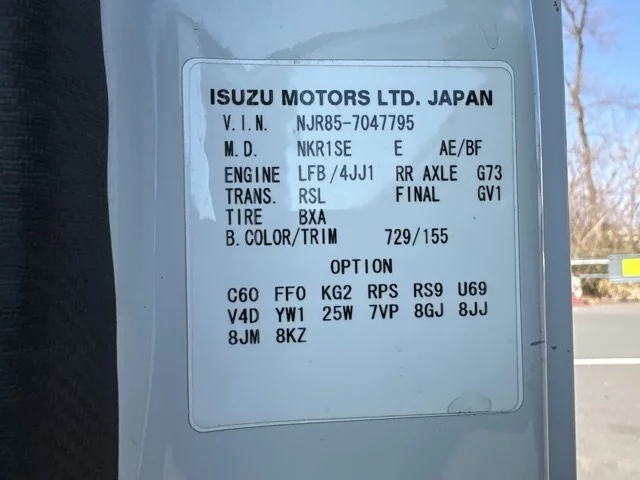 ISUZU MOTORS LTD. JAPAN
V.I.N. NJR85-7047795
M.D. NKR1SE E AE/BF
ENGINE LFB/4JJ1 RR AXLE G73
TRANS. RSL FINAL GV1
TIRE BXA
B.COLOR/TRIM 729/155
OPTION
C60 FF0 KG2 RPS RS9 U69
V4D YW1 25W 7VP 8GJ 8JJ
8JM 8KZ